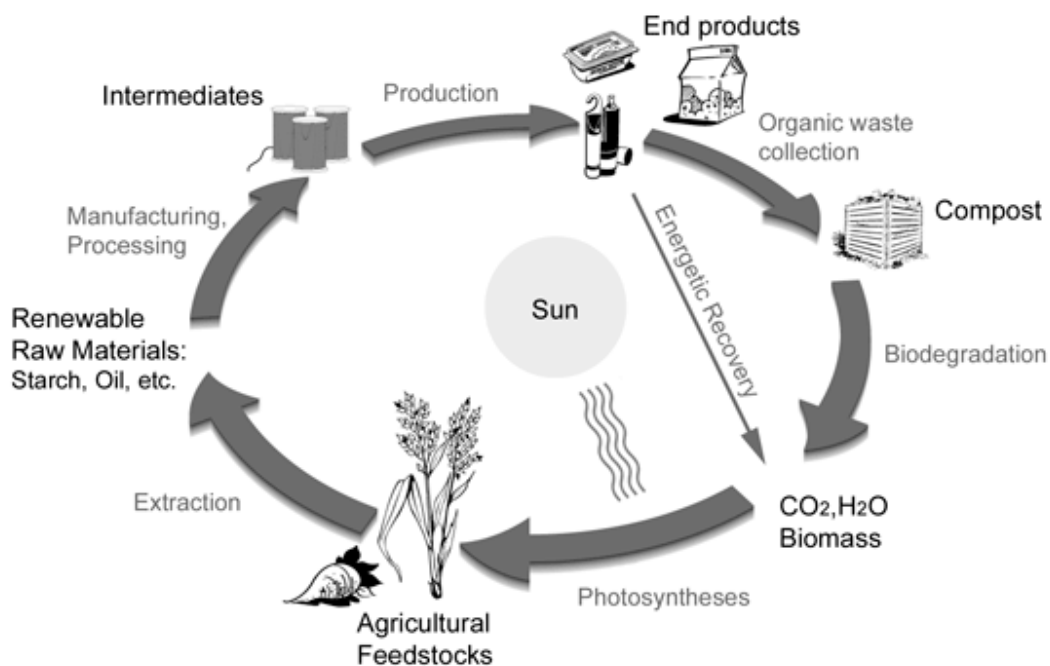 End products
Intermediates
Production
Organic waste
collection
Manufacturing,
Processing
Compost
Energetic Recovery
Sun
Renewable
Raw Materials:
Starch, Oil, etc.
Biodegradation
Extraction
CO2,H2O
Biomass
Photosyntheses
Agricultural
Feedstocks